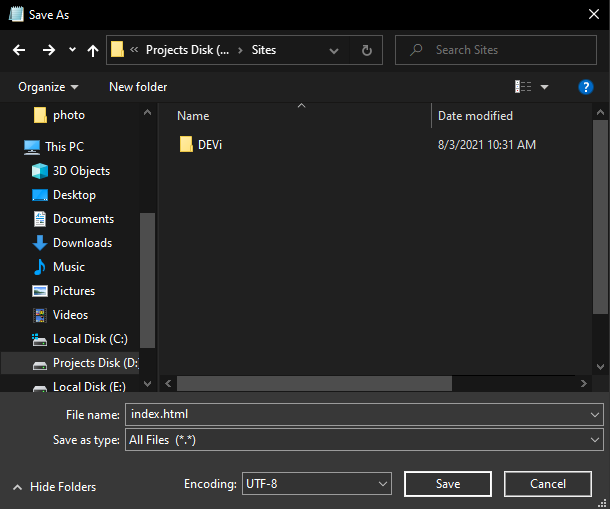 Save As
Projects Disk (... Sites
Search Sites
Organize New folder
Name Date modified
photo
This PC
DEVi 8/3/2021 10:31 AM
3D Objects
Desktop
Documents
Downloads
Music
Pictures
Videos
Local Disk (C:)
Projects Disk (D:
Local Disk (E:)
File name: index.html
Save as type: All Files (*.*)
Hide Folders Encoding: UTF-8 Save Cancel